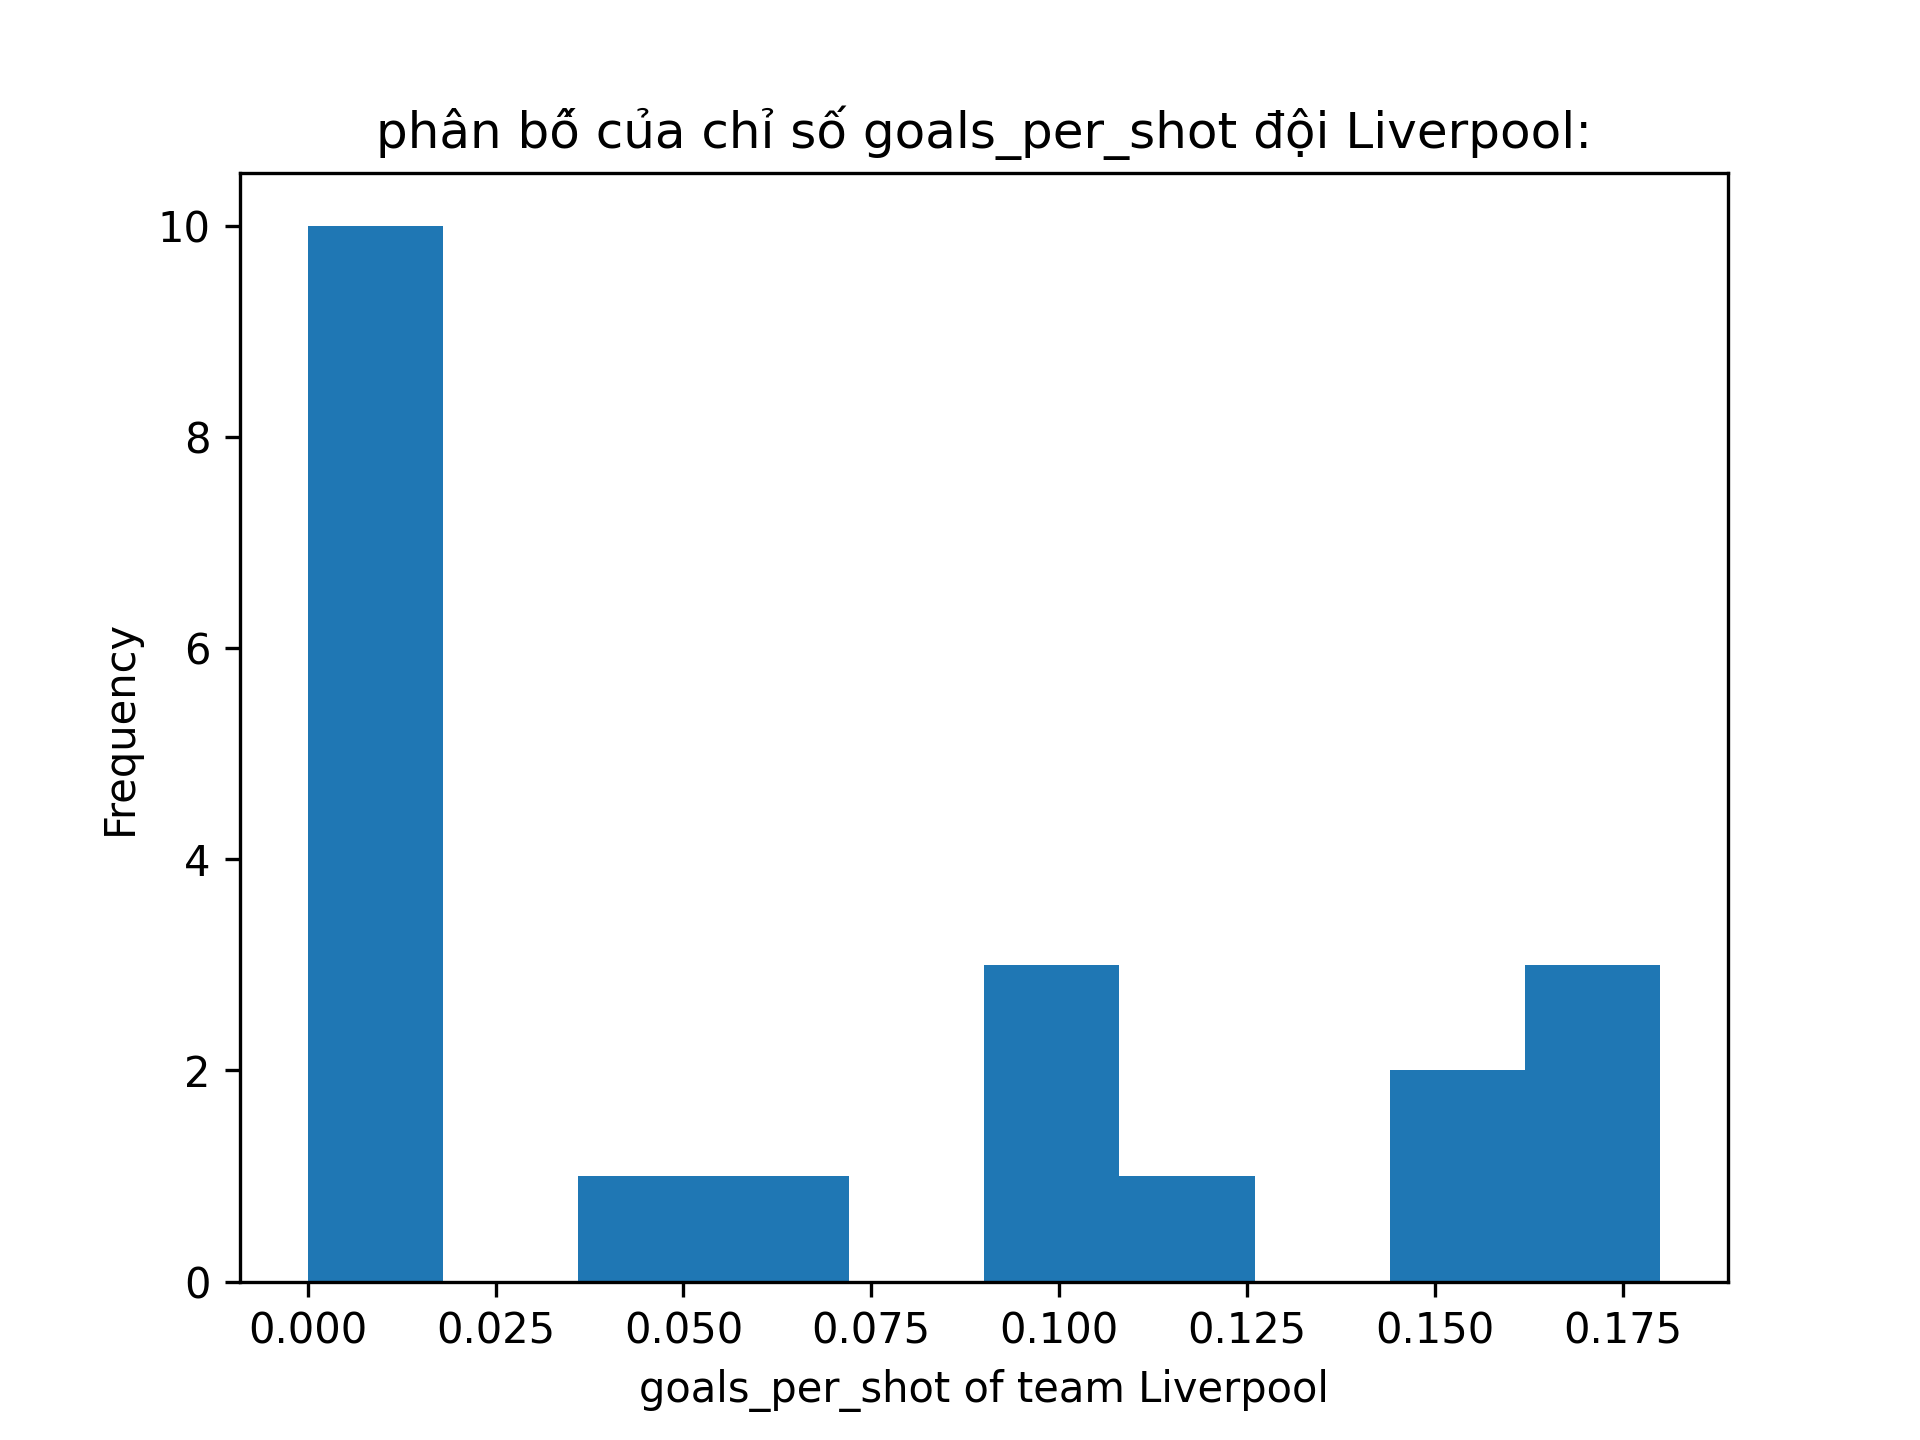 phân bố của chỉ số goals_per_shot đội Liverpool:
10
8
6
4
2
0
Frequency
0.000 0.025 0.050 0.075 0.100 0.125 0.150 0.175
goals_per_shot of team Liverpool